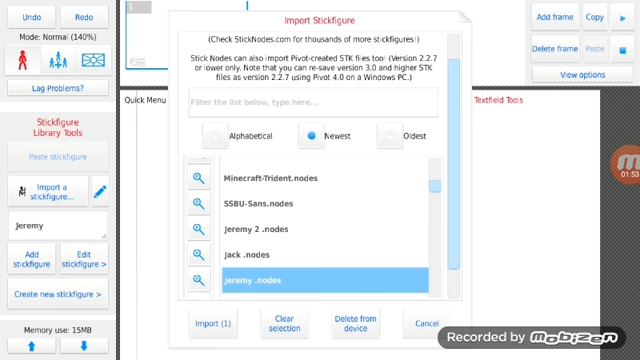 Undo
Redo
Mode: Normal (140%)
Lag Problems?
Stickfigure
Library Tools
Paste stickfigure
Import a
stickfigure...
Jeremy
Add
stickfigure
Edit
stickfigure >
Create new stickfigure >
Memory use: 15MB
1
Quick Menu
Import Stickfigure
(Check StickNodes.com for thousands of more stickfigures!)
Stick Nodes can also import Pivot-created STK files too! (Version 2.2.7
or lower only. Note that you can re-save version 3.0 and higher STK
files as version 2.2.7 using Pivot 4.0 on a Windows PC.)
Filter the list below, type here...
Alphabetical
Newest
Oldest
Minecraft-Trident.nodes
SSBU-Sans.nodes
Jeremy 2 .nodes
Jack .nodes
Jeremy .nodes
Import (1)
Clear
selection
Delete from
device
Cancel
Add frame
Copy
Delete frame
Paste
View options
Textfield Tools
01:53
Recorded by Mobizen